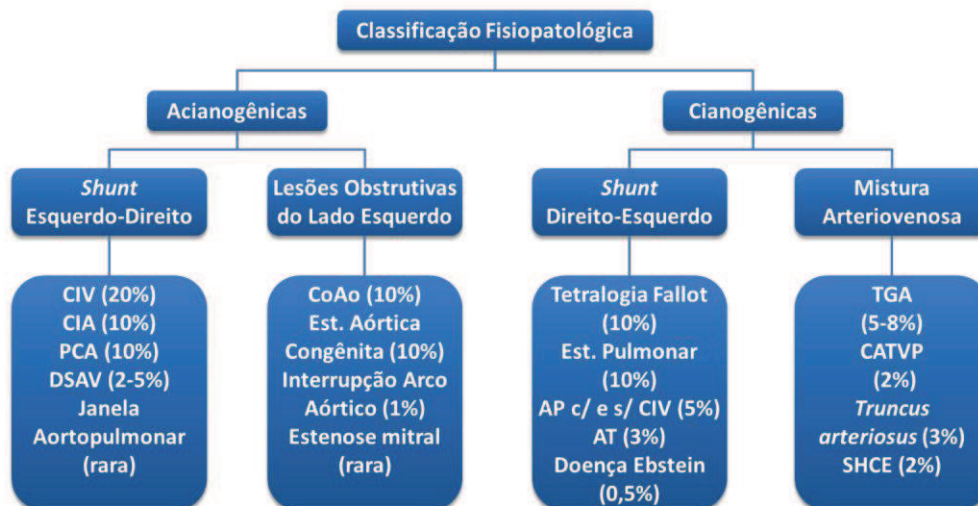 Classificação Fisiopatológica
Acianogênicas
Cianogênicas
Shunt
Esquerdo-Direito
Lesões Obstrutivas
do Lado Esquerdo
Shunt
Direito-Esquerdo
Mistura
Arteriovenosa
CIV (20%)
CIA (10%)
PCA (10%)
DSAV (2-5%)
Janela
Aortopulmonar
(rara)
CoAo (10%)
Est. Aórtica
Congênita (10%)
Interrupção Arco
Aórtico (1%)
Estenose mitral
(rara)
Tetralogia Fallot
(10%)
Est. Pulmonar
(10%)
AP c/ e s/ CIV (5%)
AT (3%)
Doença Ebstein
(0,5%)
TGA
(5-8%)
CATVP
(2%)
Truncus
arteriosus (3%)
SHCE (2%)